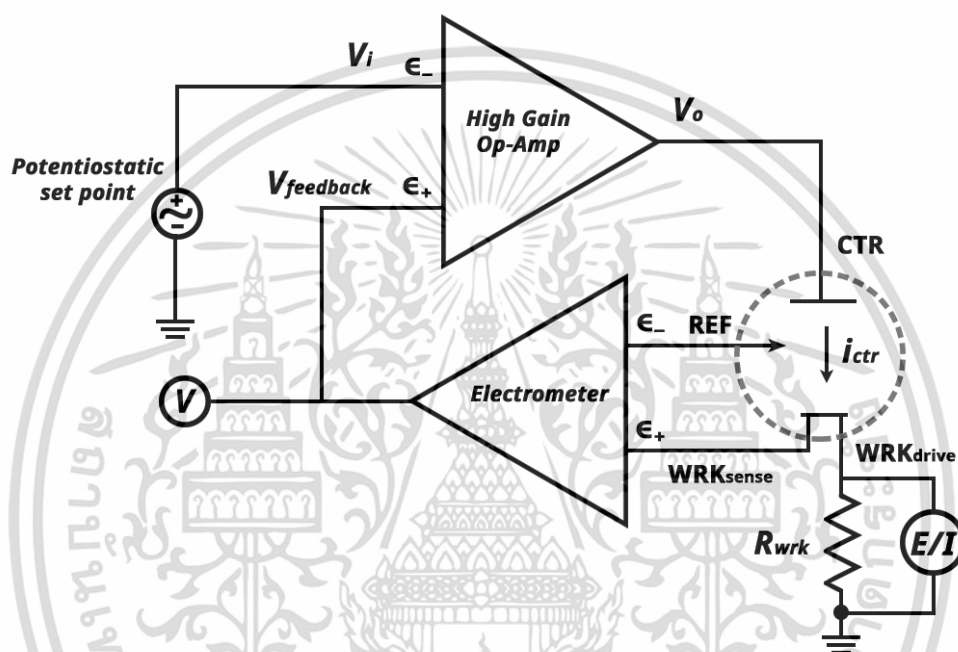 Vi
ϵ−
High Gain
Op-Amp
Vo
Potentiostatic
set point
+
−
Vfeedback
ϵ+
CTR
ϵ−
REF
ictr
Electrometer
V
ϵ+
WRKsense
WRKdrive
Rwrk
E/I